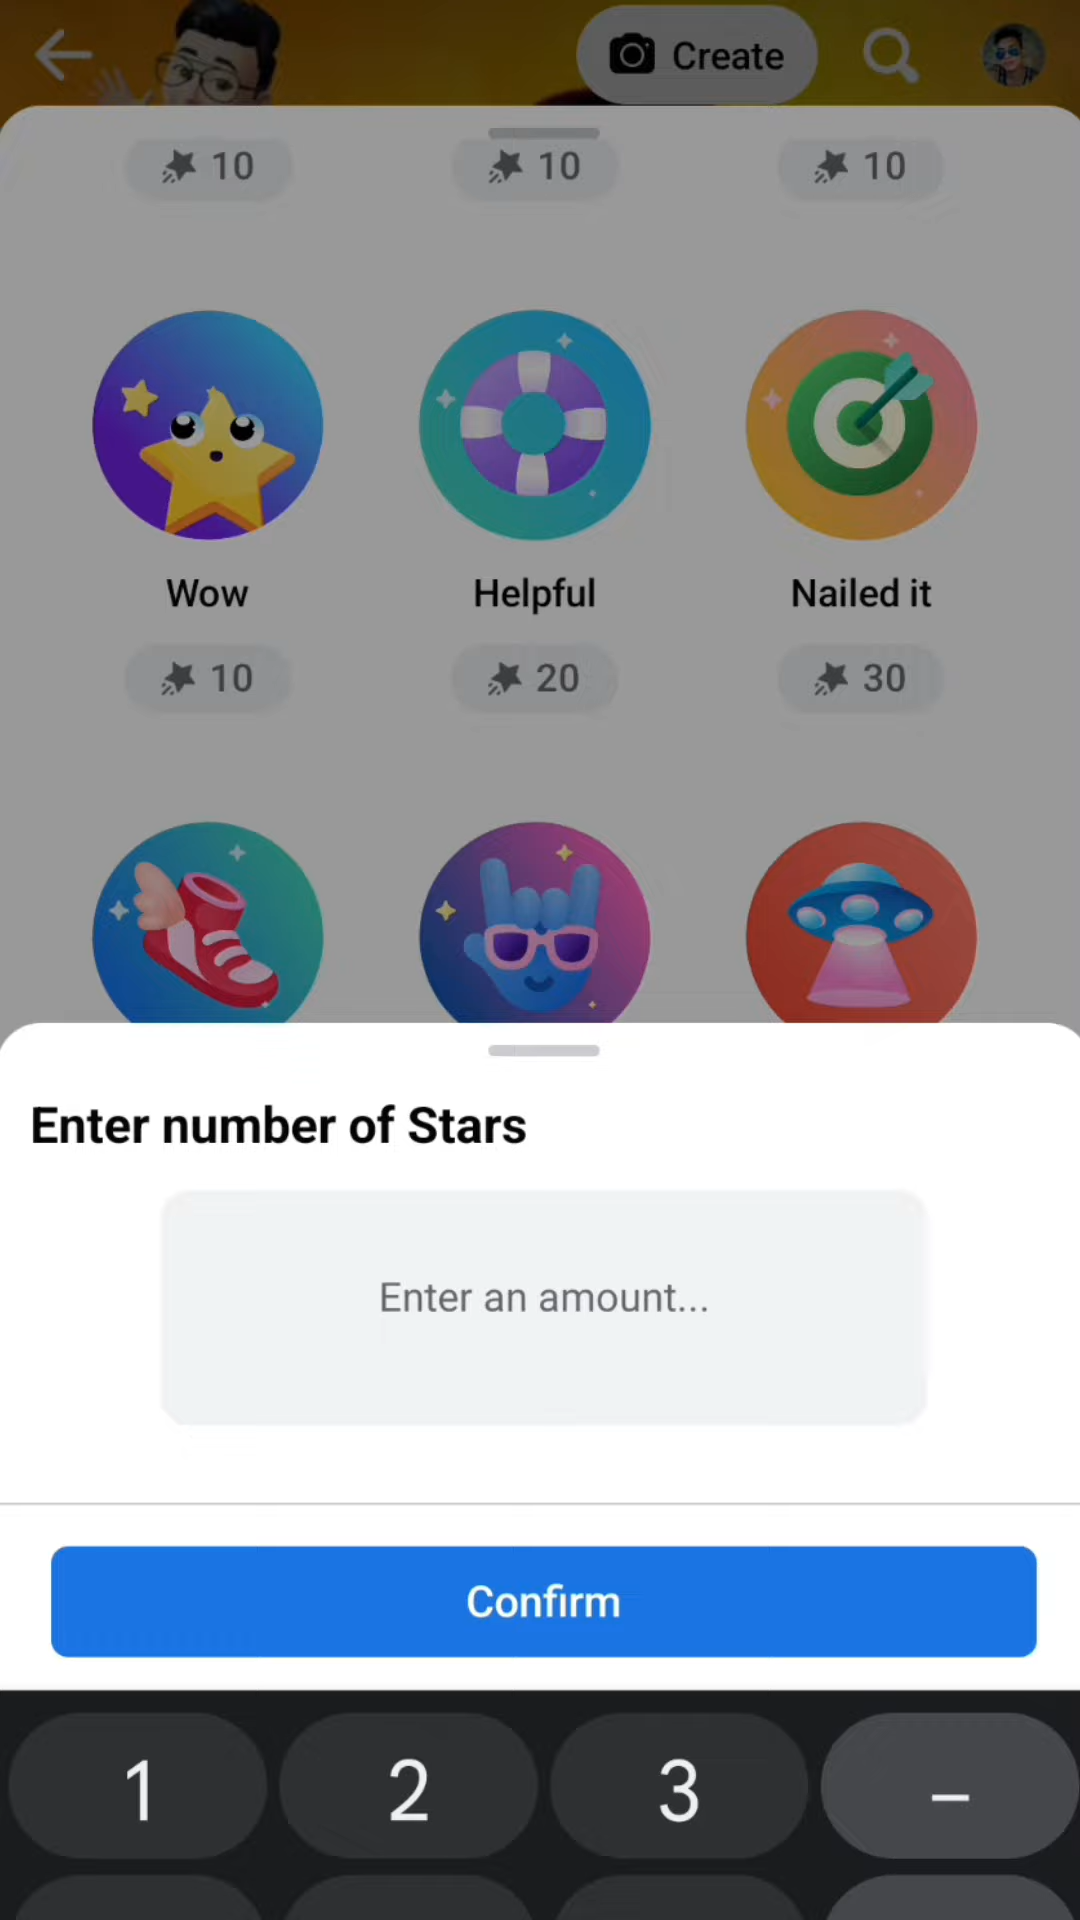 Create
10 10 10
Wow Helpful Nailed it
10 20 30
Enter number of Stars
Enter an amount...
Confirm
1 2 3 –